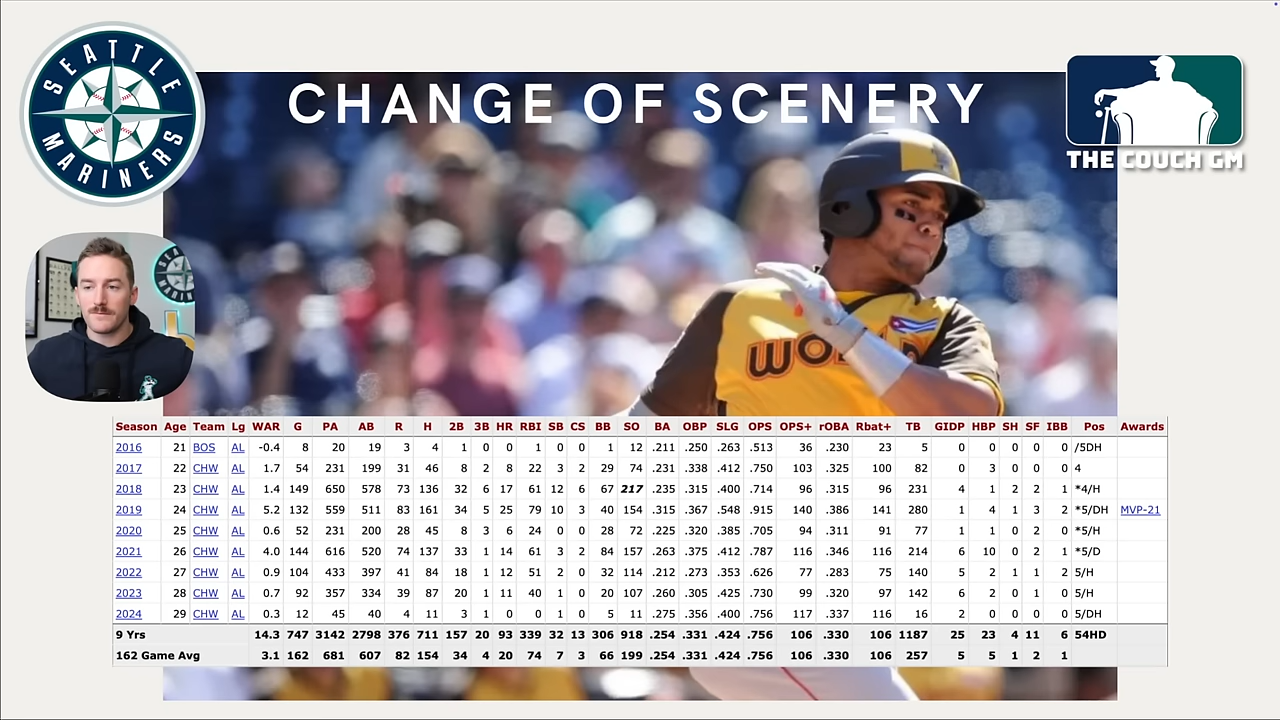 SEATTLE
MARINERS
CHANGE OF SCENERY
THE COUCH GM
Season Age Team Lg WAR G PA AB R H 2B 3B HR RBI SB CS BB SO BA OBP SLG OPS OPS+ rOBA Rbat+ TB GIDP HBP SH SF IBB Pos Awards
2016 21 BOS AL -0.4 8 20 19 3 4 1 0 0 1 0 0 1 12 .211 .250 .263 .513 36 .230 23 5 0 0 0 0 0 /5DH
2017 22 CHW AL 1.7 54 231 199 31 46 8 2 8 22 3 2 29 74 .231 .338 .412 .750 103 .325 100 82 0 3 0 0 0 4
2018 23 CHW AL 1.4 149 650 578 73 136 32 6 17 61 12 6 67 217 .235 .315 .400 .714 96 .315 96 231 4 1 2 2 1 *4/H
2019 24 CHW AL 5.2 132 559 511 83 161 34 5 25 79 10 3 40 154 .315 .367 .548 .915 140 .386 141 280 1 4 1 3 2 *5/DH MVP-21
2020 25 CHW AL 0.6 52 231 200 28 45 8 3 6 24 0 0 28 72 .225 .320 .385 .705 94 .311 91 77 1 1 0 2 0 *5/H
2021 26 CHW AL 4.0 144 616 520 74 137 33 1 14 61 3 2 84 157 .263 .375 .412 .787 116 .346 116 214 6 10 0 2 1 *5/D
2022 27 CHW AL 0.9 104 433 397 41 84 18 1 12 51 2 0 32 114 .212 .273 .353 .626 77 .283 75 140 5 2 1 1 2 5/H
2023 28 CHW AL 0.7 92 357 334 39 87 20 1 11 40 1 0 20 107 .260 .305 .425 .730 99 .320 97 142 6 2 0 1 0 5/H
2024 29 CHW AL 0.3 12 45 40 4 11 3 1 0 0 1 0 5 11 .275 .356 .400 .756 117 .337 116 16 2 0 0 0 0 5/DH
9 Yrs 14.3 747 3142 2798 376 711 157 20 93 339 32 13 306 918 .254 .331 .424 .756 106 .330 106 1187 25 23 4 11 6 54HD
162 Game Avg 3.1 162 681 607 82 154 34 4 20 74 7 3 66 199 .254 .331 .424 .756 106 .330 106 257 5 5 1 2 1